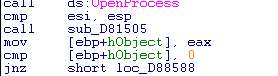 call ds:OpenProcess
cmp esi, esp
call sub_D81505
mov [ebp+hObject], eax
cmp [ebp+hObject], 0
jnz short loc_D88588